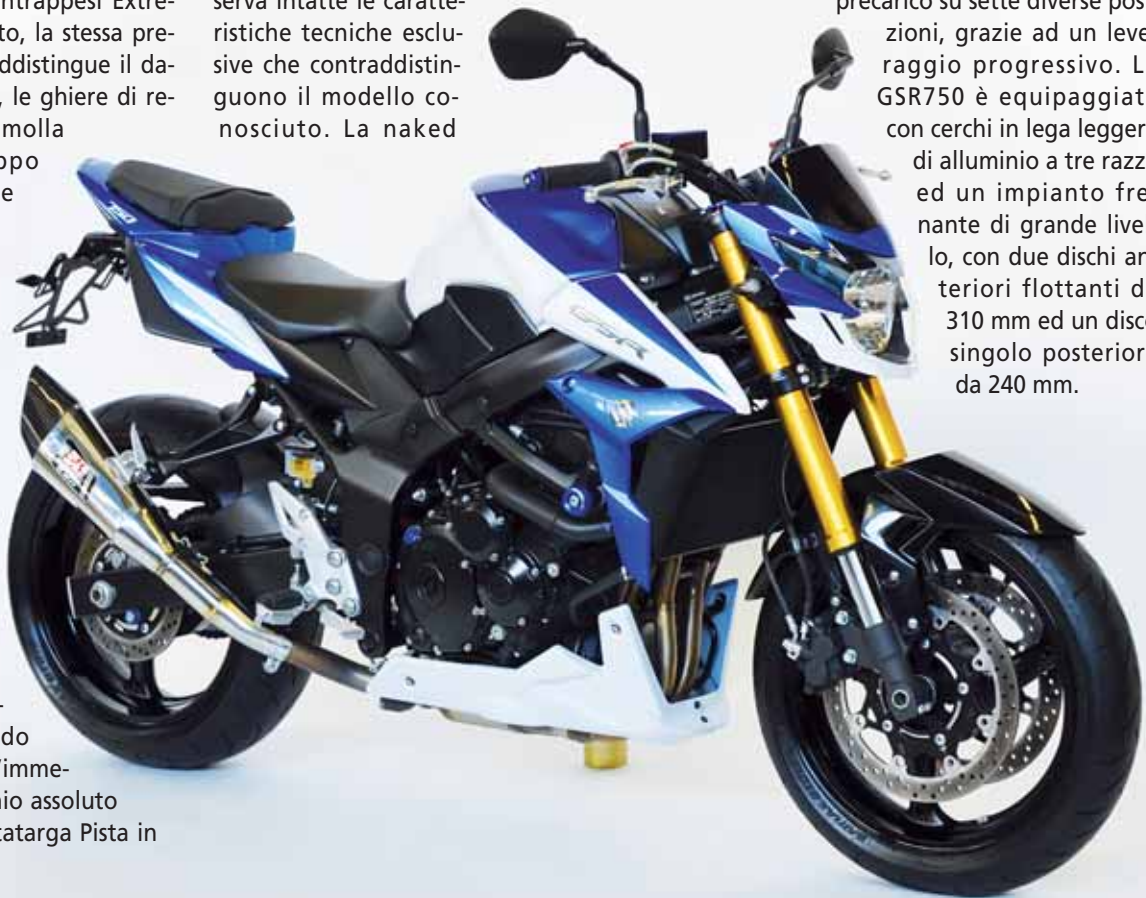 ntrappesi Extre-
to, la stessa pre-
ddistingue il da-
, le ghiere di re-
molla
ppo
e
-
do
'imme-
io assoluto
tatarga Pista in
serva intatte le caratte-
ristiche tecniche esclu-
sive che contraddistin-
guono il modello co-
nosciuto. La naked
precarico su sette diverse pos
zioni, grazie ad un leve
raggio progressivo. L
GSR750 è equipaggiat
con cerchi in lega legger
di alluminio a tre razz
ed un impianto fre
nante di grande livel
lo, con due dischi an
teriori flottanti d
310 mm ed un disco
singolo posterior
da 240 mm.
750
GSR